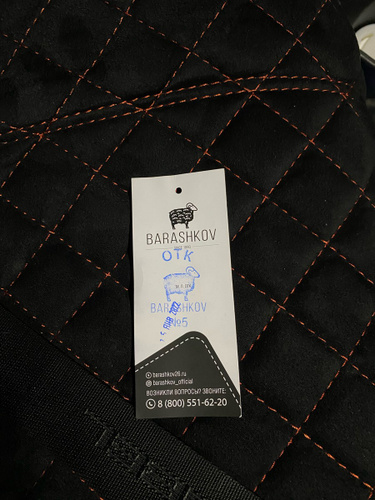 BARASHKOV
ОТК
BARASHKOV
№5
barashkov26.ru
barashkov_official
ВОЗНИКЛИ ВОПРОСЫ? ЗВОНИТЕ:
8 (800) 551-62-20